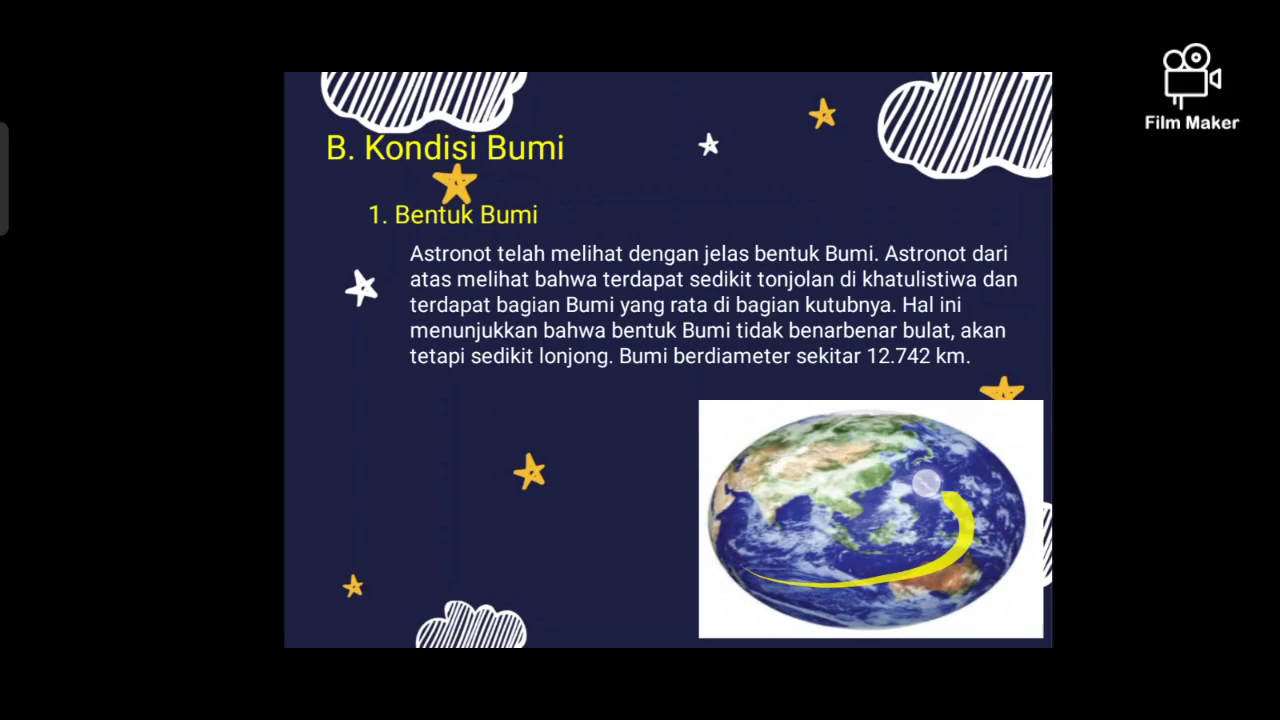 Film Maker
B. Kondisi Bumi
1. Bentuk Bumi
Astronot telah melihat dengan jelas bentuk Bumi. Astronot dari
atas melihat bahwa terdapat sedikit tonjolan di khatulistiwa dan
terdapat bagian Bumi yang rata di bagian kutubnya. Hal ini
menunjukkan bahwa bentuk Bumi tidak benarbenar bulat, akan
tetapi sedikit lonjong. Bumi berdiameter sekitar 12.742 km.